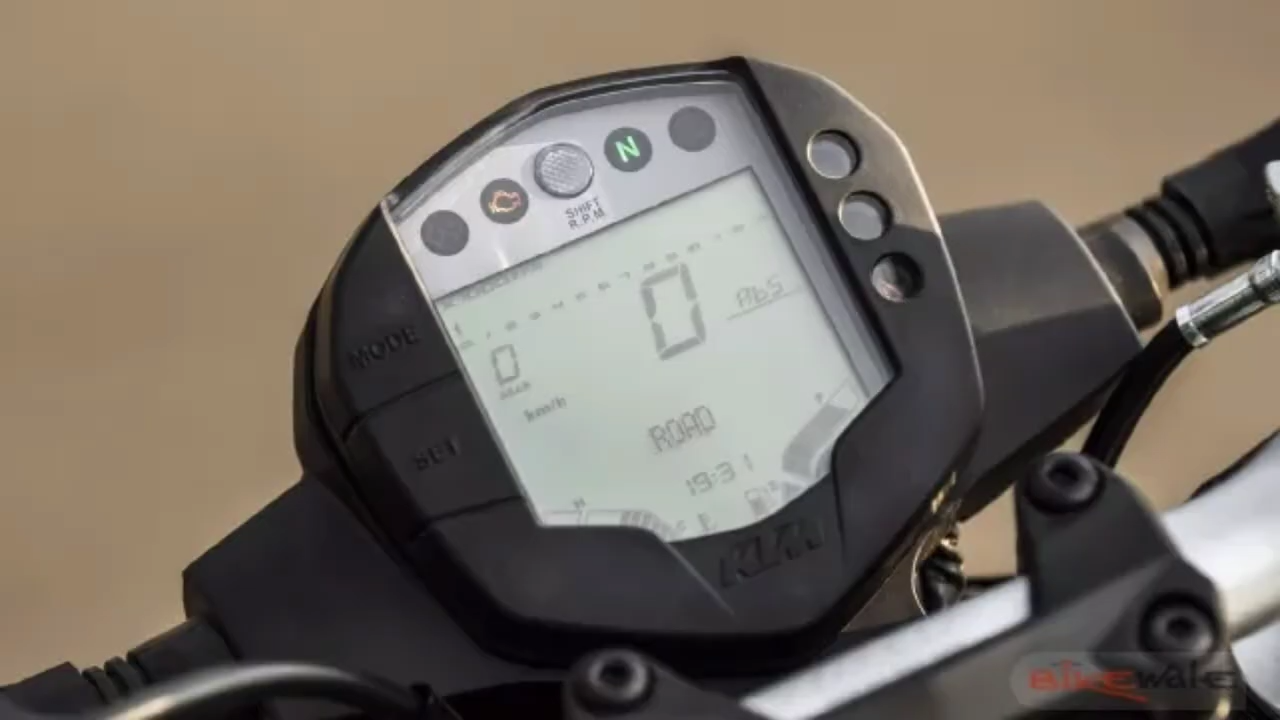 N
SHIFT
R.P.M
MODE
0
0
AbS
km/h
SET
ROAD
19:31
H
F
E
KTM
BIKEWALE